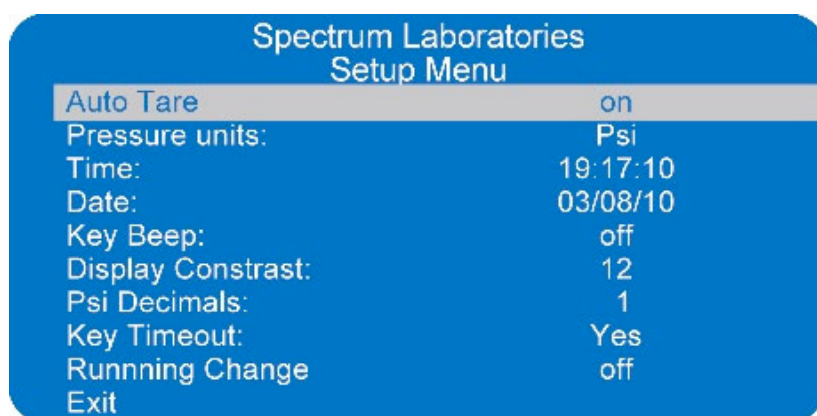 Spectrum Laboratories
Setup Menu
Auto Tare on
Pressure units: Psi
Time: 19:17:10
Date: 03/08/10
Key Beep: off
Display Constrast: 12
Psi Decimals: 1
Key Timeout: Yes
Runnning Change off
Exit